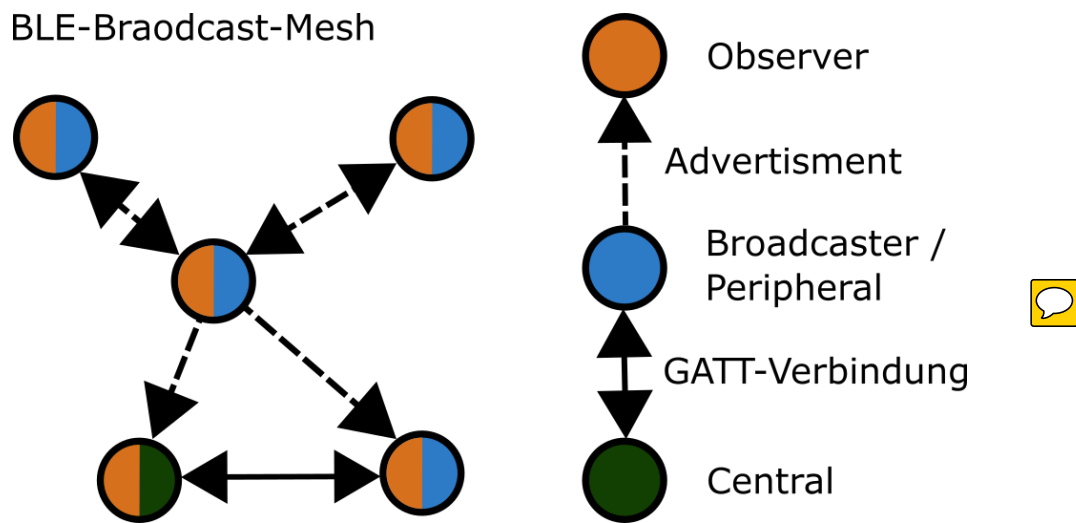 BLE-Braodcast-Mesh
Observer
Advertisment
Broadcaster /
Peripheral
GATT-Verbindung
Central